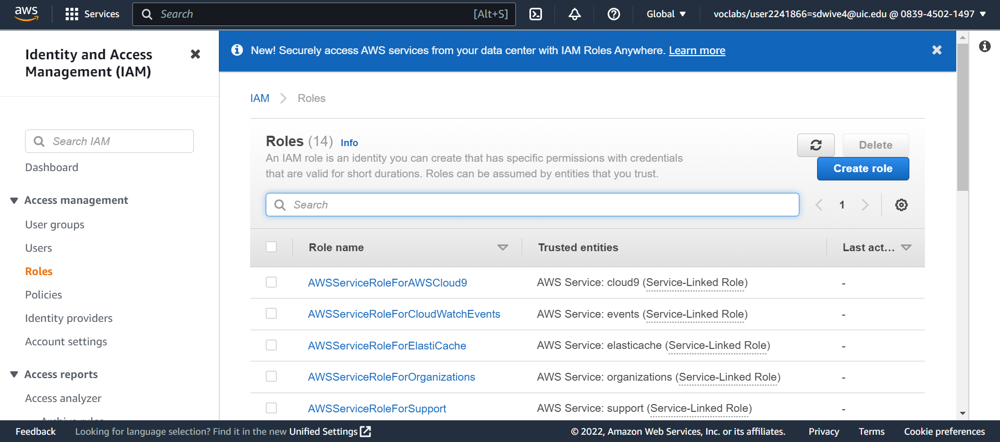 aws
Services
Search [Alt+S]
Global
voclabs/user2241866=sdwive4@uic.edu @ 0839-4502-1497
Identity and Access
Management (IAM)
Search IAM
Dashboard
Access management
User groups
Users
Roles
Policies
Identity providers
Account settings
Access reports
Access analyzer
New! Securely access AWS services from your data center with IAM Roles Anywhere. Learn more
IAM > Roles
Roles (14) Info
An IAM role is an identity you can create that has specific permissions with credentials
that are valid for short durations. Roles can be assumed by entities that you trust.
Delete
Create role
Search
1
Role name Trusted entities Last act...
AWSServiceRoleForAWSCloud9 AWS Service: cloud9 (Service-Linked Role) -
AWSServiceRoleForCloudWatchEvents AWS Service: events (Service-Linked Role) -
AWSServiceRoleForElastiCache AWS Service: elasticache (Service-Linked Role) -
AWSServiceRoleForOrganizations AWS Service: organizations (Service-Linked Role) -
AWSServiceRoleForSupport AWS Service: support (Service-Linked Role) -
Feedback
Looking for language selection? Find it in the new Unified Settings
© 2022, Amazon Web Services, Inc. or its affiliates.
Privacy
Terms
Cookie preferences